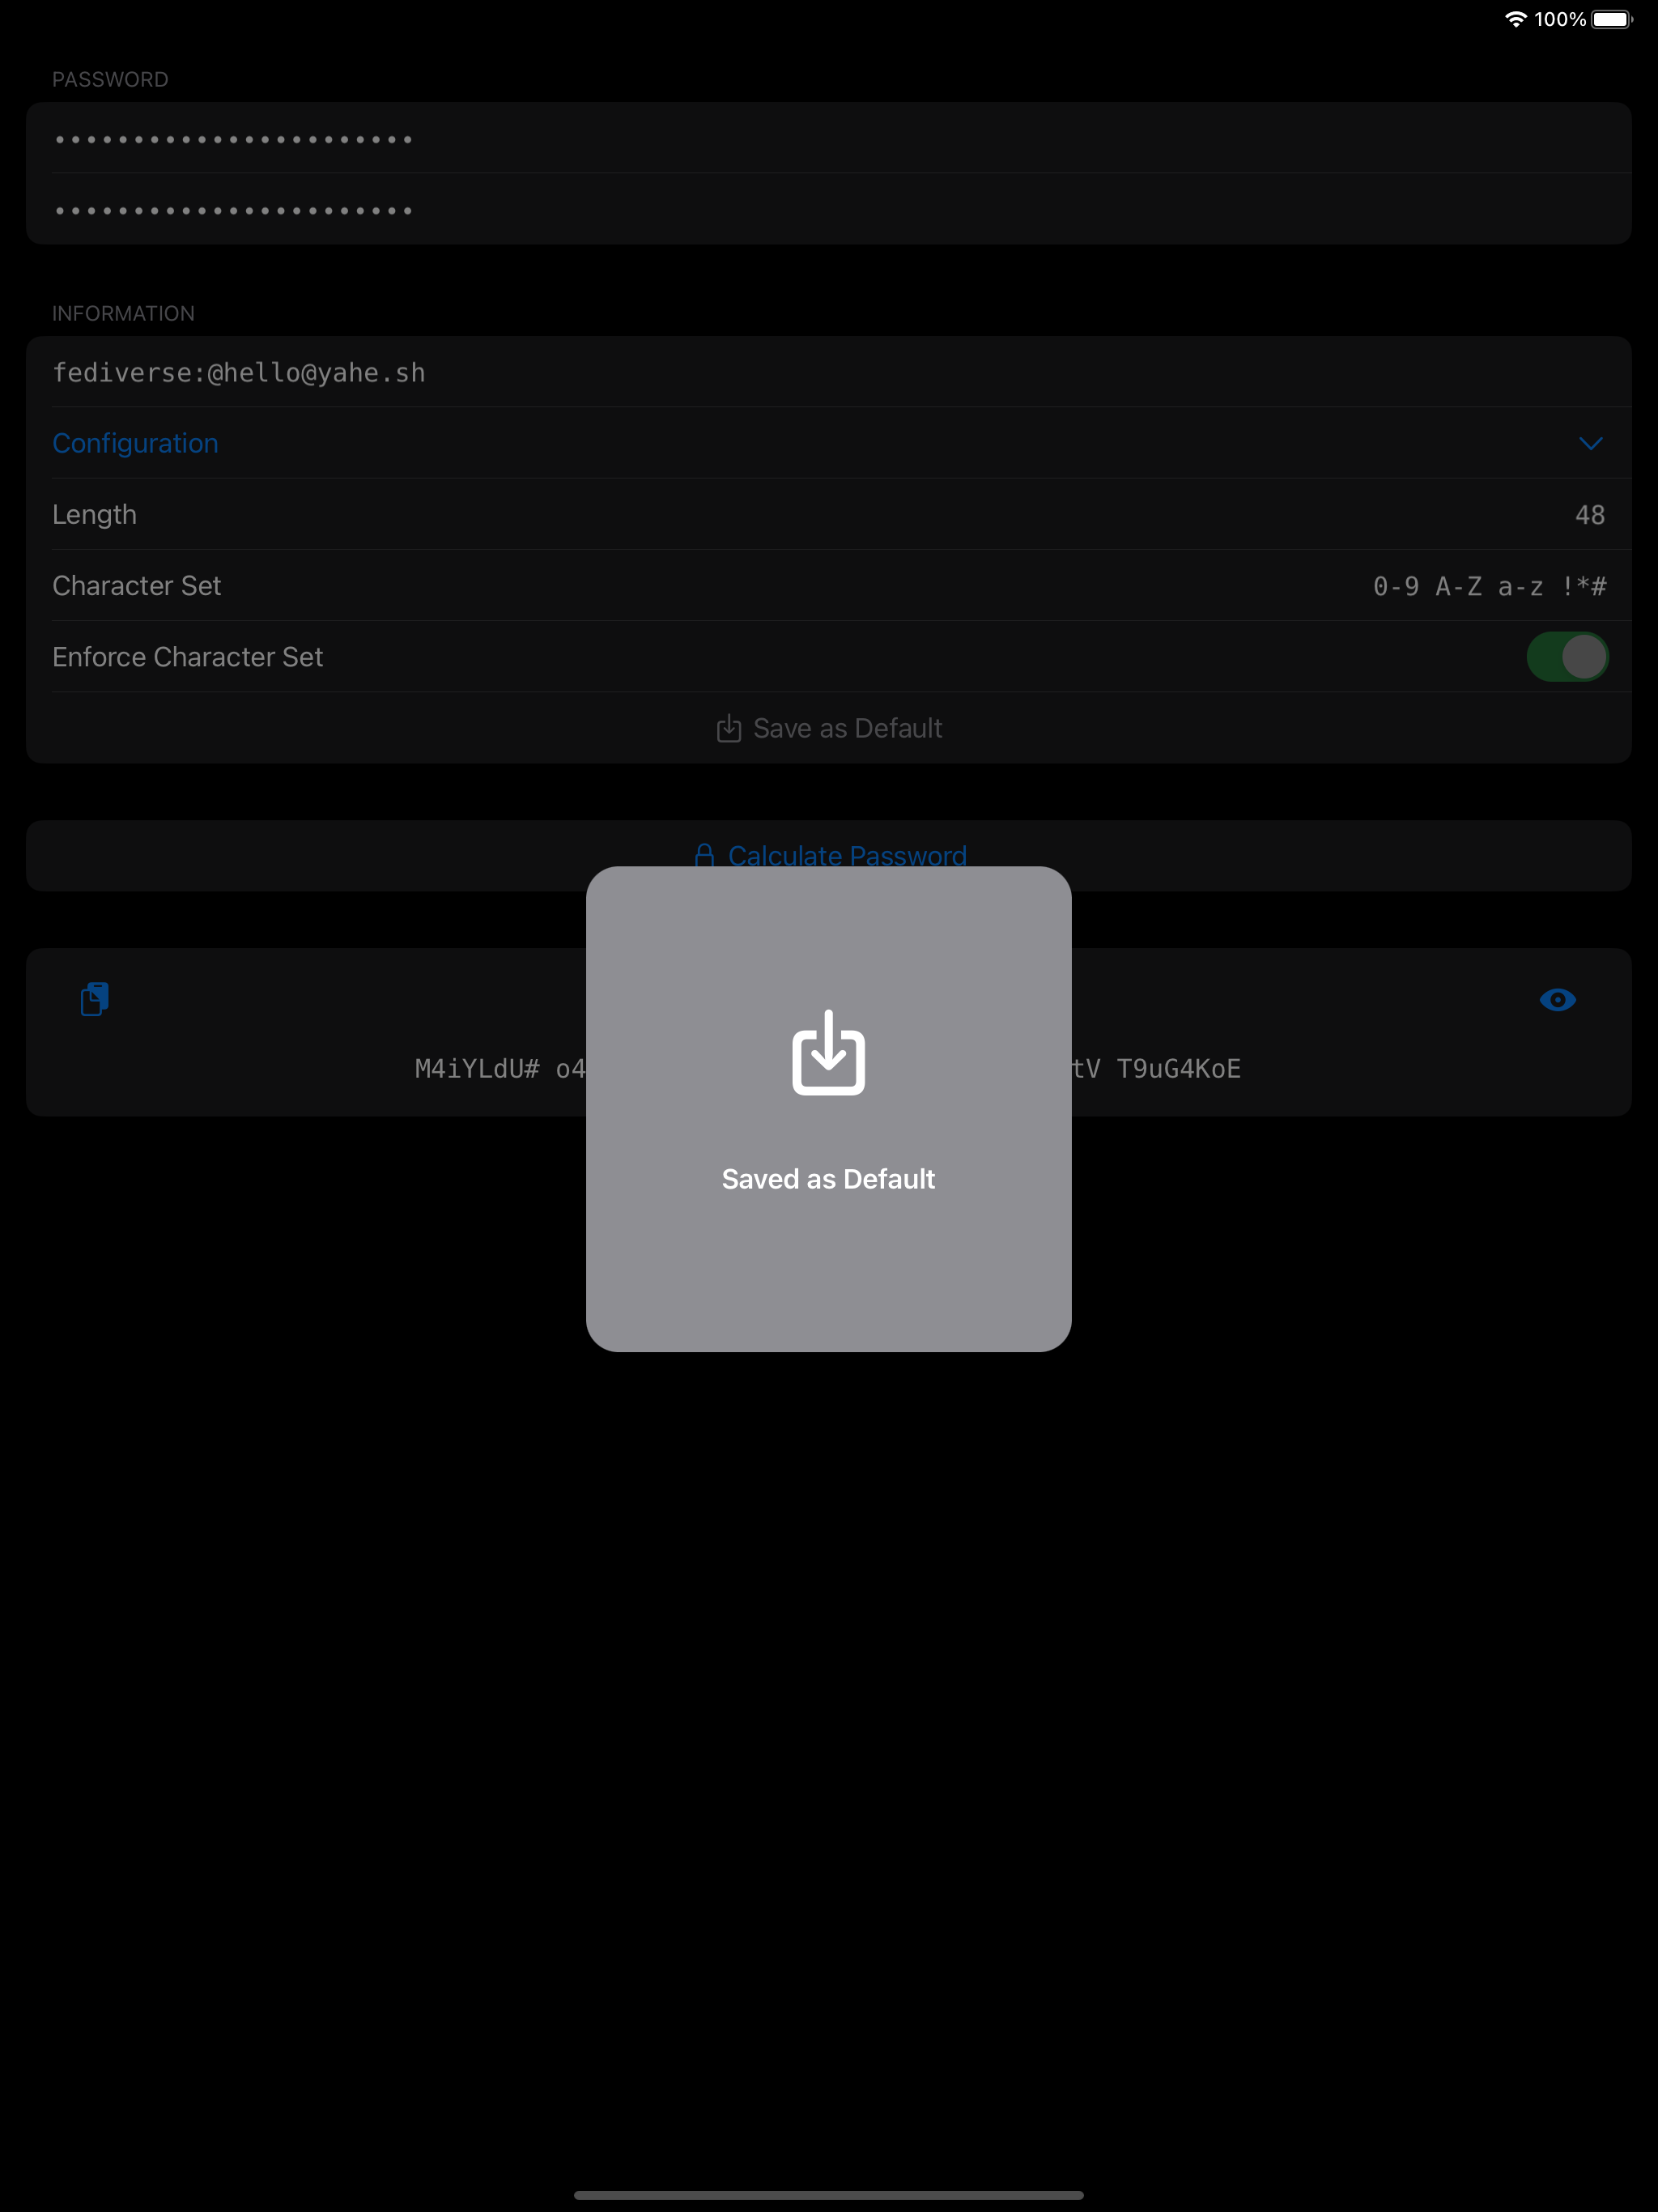 100%
PASSWORD
•••••••••••••••••••••••
•••••••••••••••••••••••
INFORMATION
fediverse:@hello@yahe.sh
Configuration
Length 48
Character Set 0-9 A-Z a-z !*#
Enforce Character Set
Save as Default
Calculate Password
M4iYLdU# o4 tV T9uG4KoE
Saved as Default